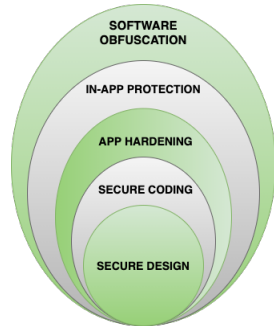 SOFTWARE
OBFUSCATION
IN-APP PROTECTION
APP HARDENING
SECURE CODING
SECURE DESIGN